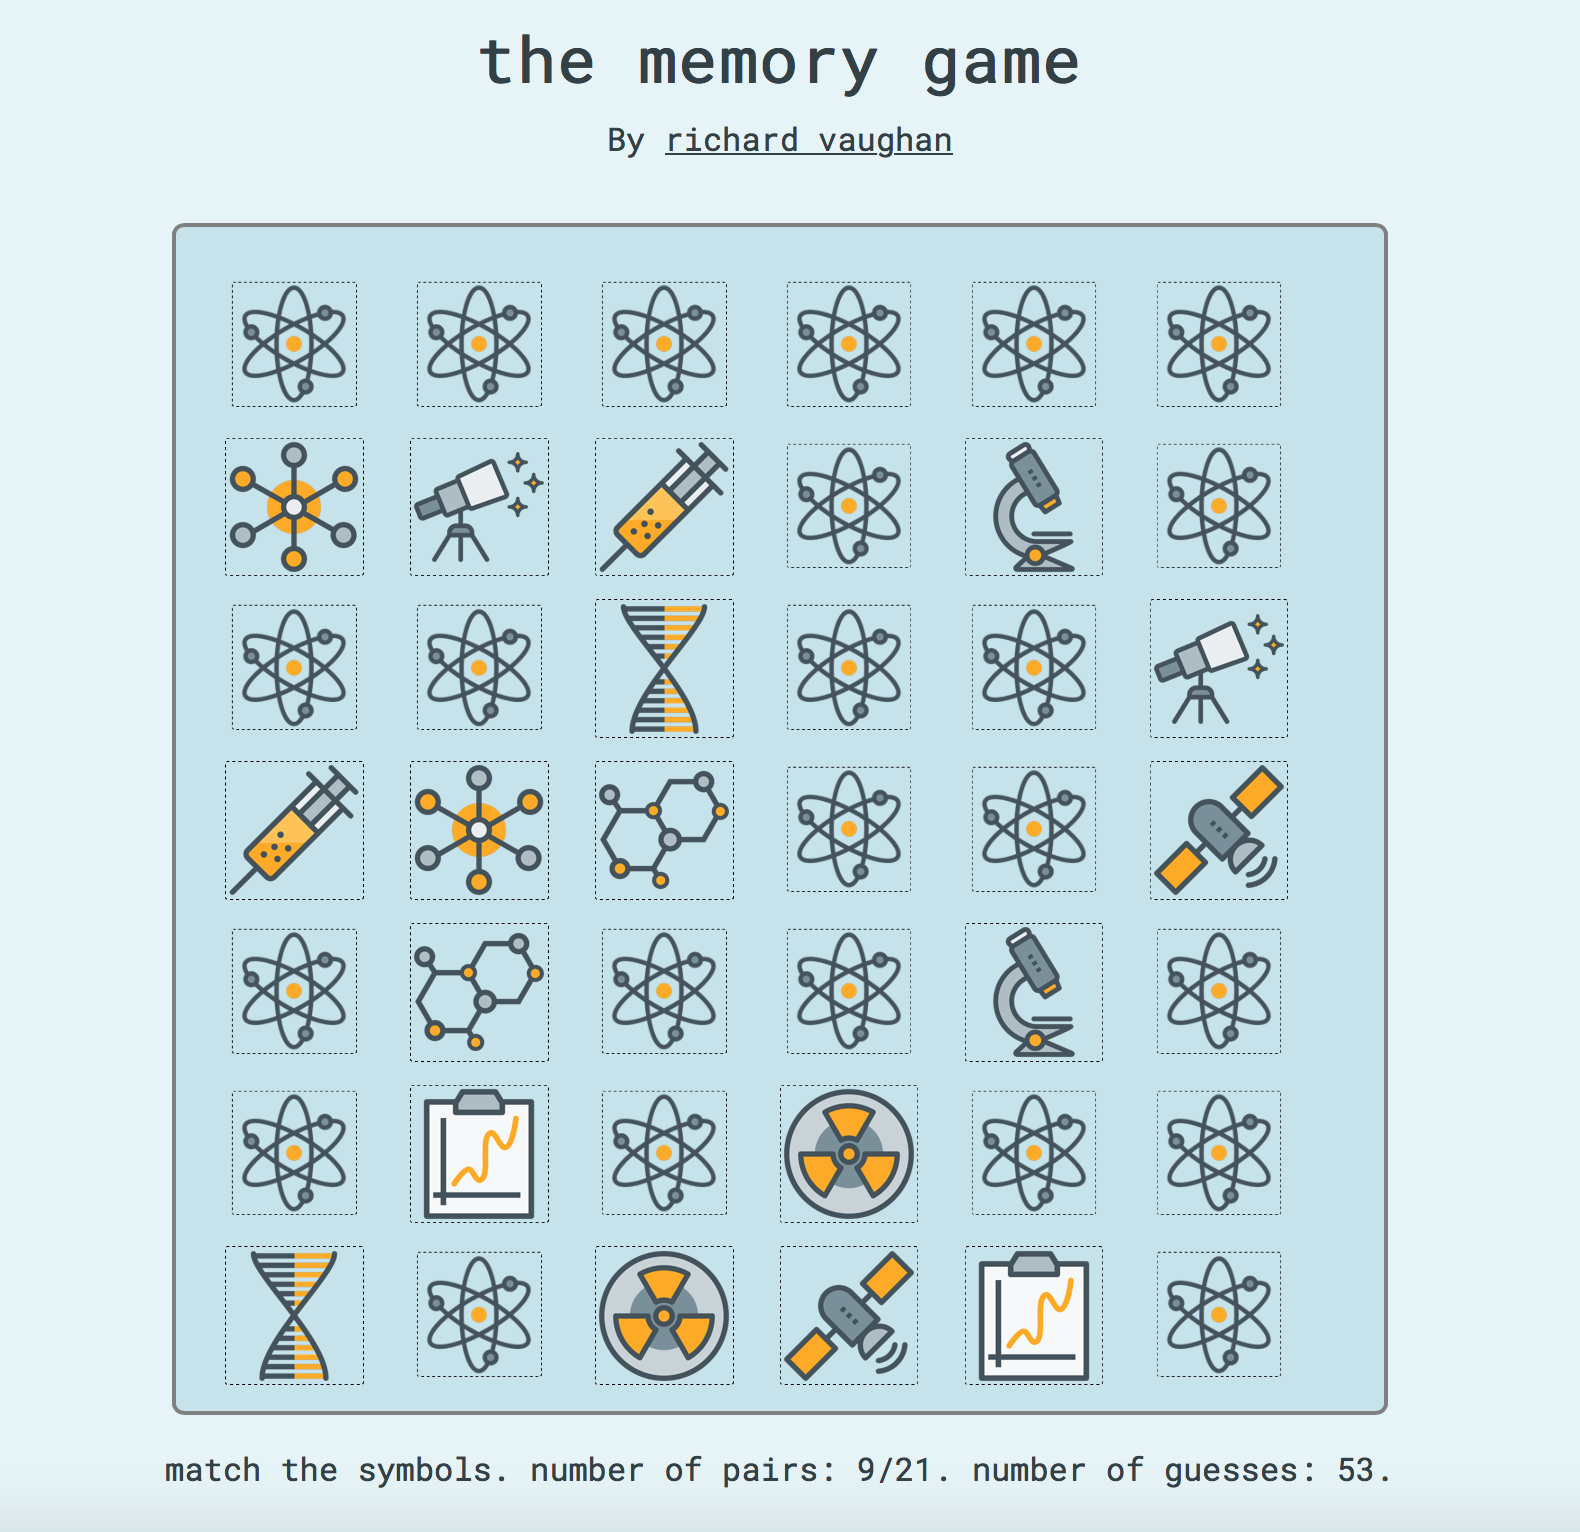 the memory game
By richard vaughan
match the symbols. number of pairs: 9/21. number of guesses: 53.